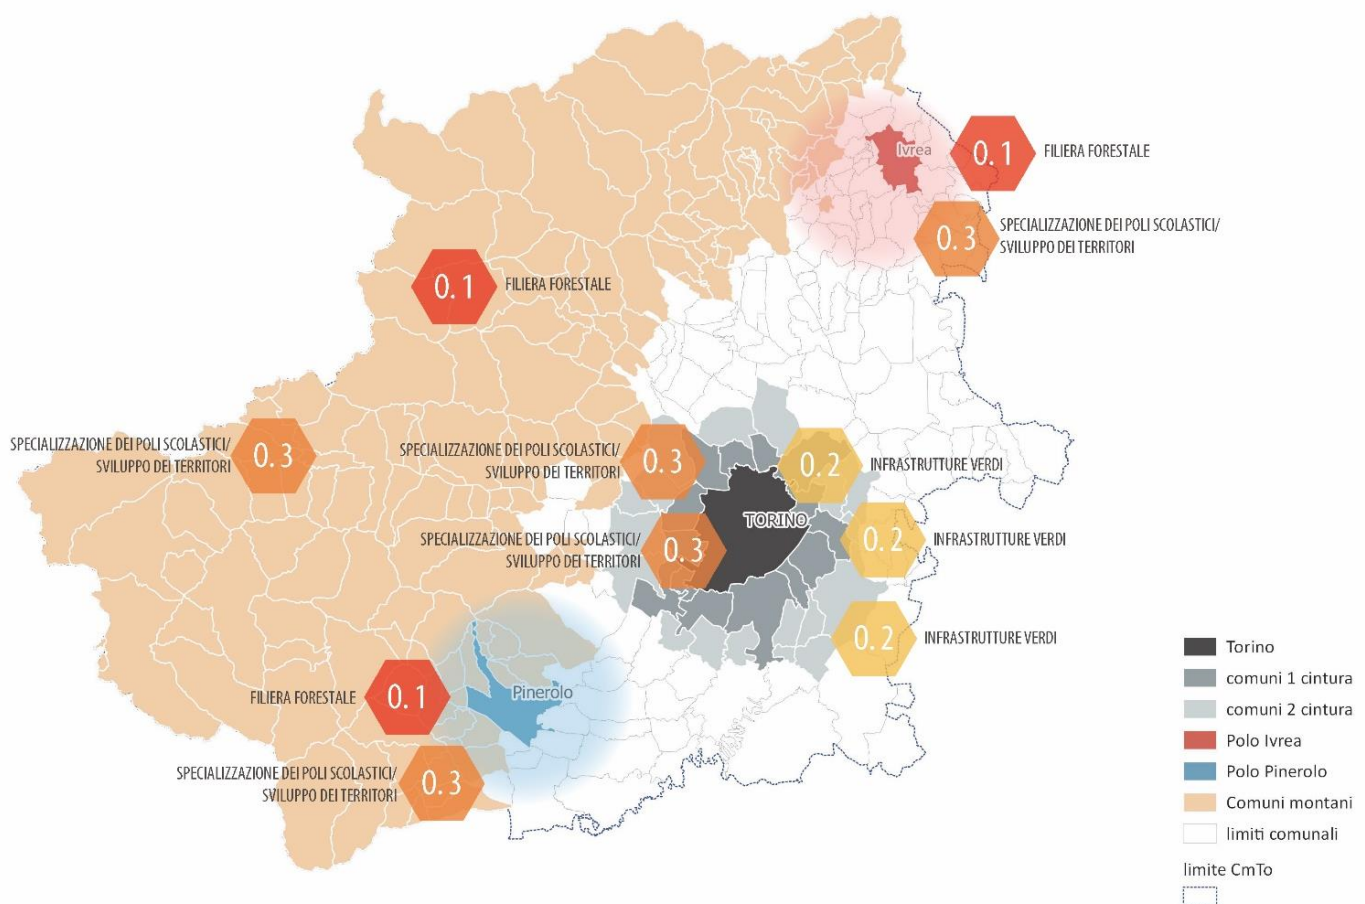 Ivrea
0.1
FILIERA FORESTALE
0.3
SPECIALIZZAZIONE DEI POLI SCOLASTICI/
SVILUPPO DEI TERRITORI
0.1
FILIERA FORESTALE
SPECIALIZZAZIONE DEI POLI SCOLASTICI/
SVILUPPO DEI TERRITORI
0.3
SPECIALIZZAZIONE DEI POLI SCOLASTICI/
SVILUPPO DEI TERRITORI
0.3
0.2
INFRASTRUTTURE VERDI
TORINO
SPECIALIZZAZIONE DEI POLI SCOLASTICI/
SVILUPPO DEI TERRITORI
0.3
0.2
INFRASTRUTTURE VERDI
0.2
INFRASTRUTTURE VERDI
Pinerolo
FILIERA FORESTALE
0.1
SPECIALIZZAZIONE DEI POLI SCOLASTICI/
SVILUPPO DEI TERRITORI
0.3
Torino
comuni 1 cintura
comuni 2 cintura
Polo Ivrea
Polo Pinerolo
Comuni montani
limiti comunali
limite CmTo